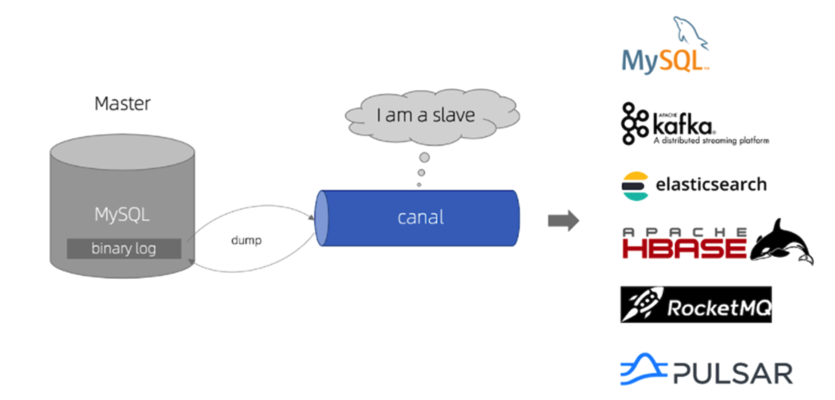 Master
MySQL
binary log
dump
I am a slave
canal
MySQL
APACHE
kafka
A distributed streaming platform
elasticsearch
APACHE
HBASE
RocketMQ
PULSAR